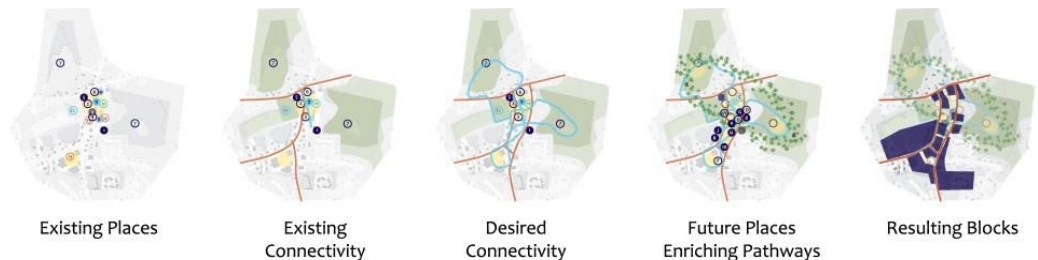 Existing Places
Existing
Connectivity
Desired
Connectivity
Future Places
Enriching Pathways
Resulting Blocks